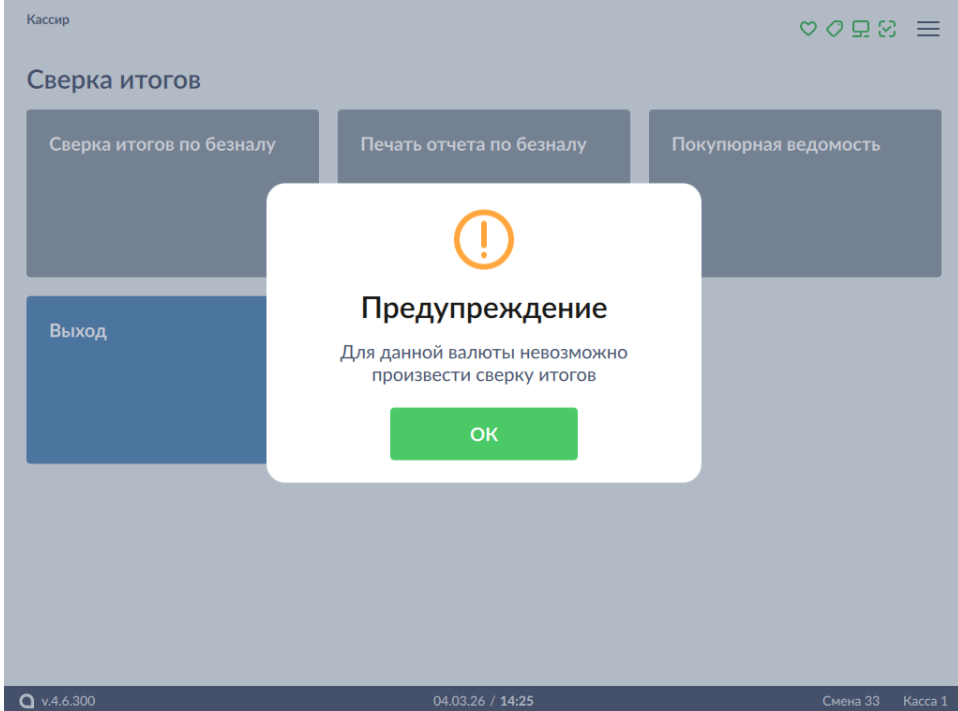 Кассир
Сверка итогов
Сверка итогов по безналу
Печать отчета по безналу
Покупюрная ведомость
Выход
Предупреждение
Для данной валюты невозможно
произвести сверку итогов
ОК
v.4.6.300
04.03.26 / 14:25
Смена 33
Касса 1